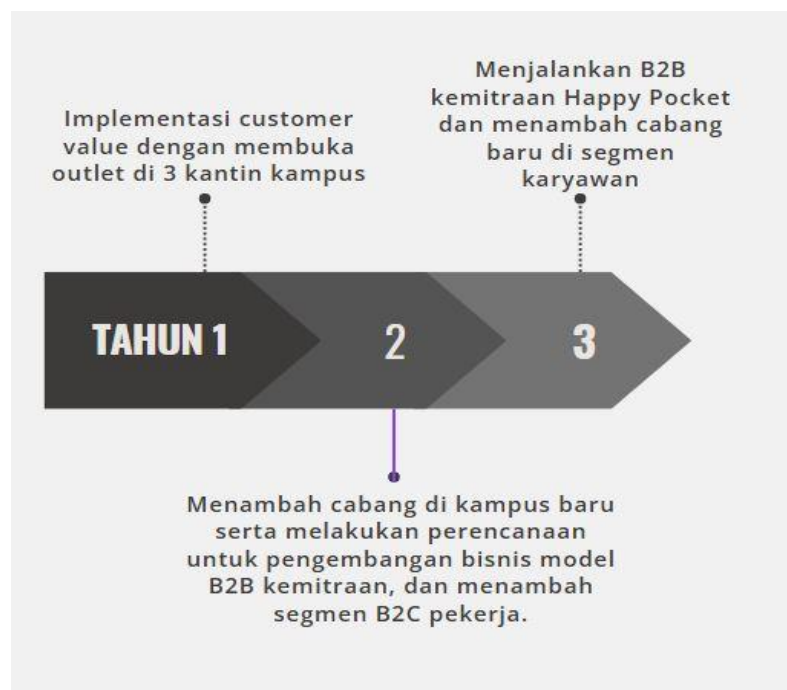 Implementasi customer
value dengan membuka
outlet di 3 kantin kampus
Menjalankan B2B
kemitraan Happy Pocket
dan menambah cabang
baru di segmen
karyawan
TAHUN 1
2
3
Menambah cabang di kampus baru
serta melakukan perencanaan
untuk pengembangan bisnis model
B2B kemitraan, dan menambah
segmen B2C pekerja.